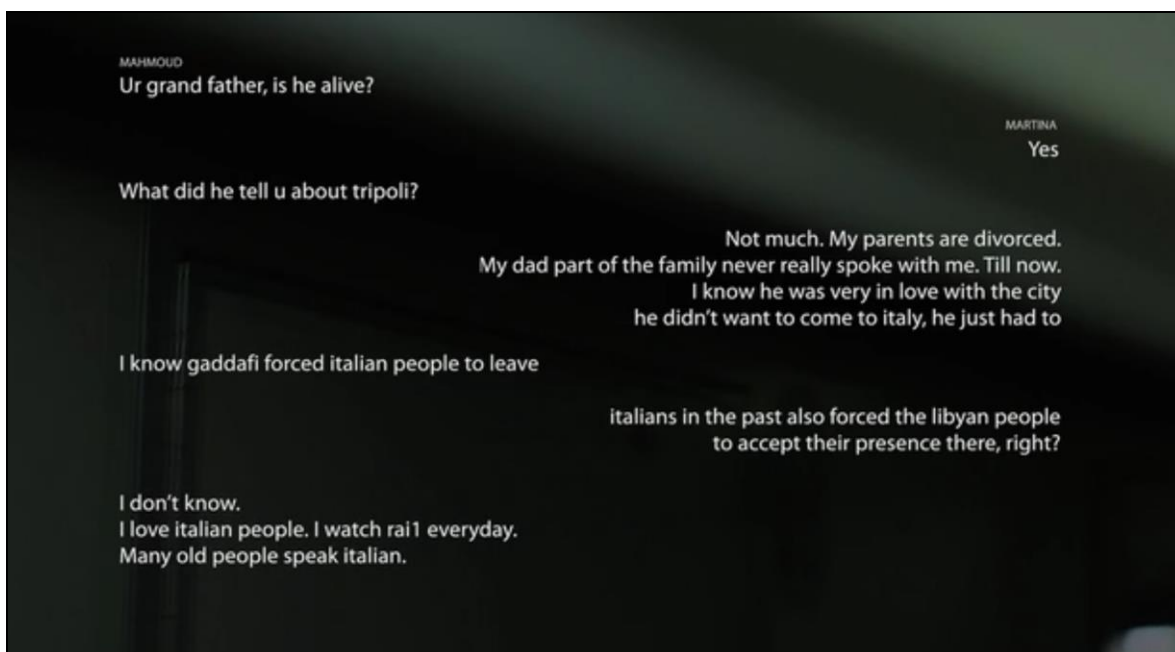 MAHMOUD
Ur grand father, is he alive?
MARTINA
Yes
What did he tell u about tripoli?
Not much. My parents are divorced.
My dad part of the family never really spoke with me. Till now.
I know he was very in love with the city
he didn't want to come to italy, he just had to
I know gaddafi forced italian people to leave
italians in the past also forced the libyan people
to accept their presence there, right?
I don't know.
I love italian people. I watch rai1 everyday.
Many old people speak italian.